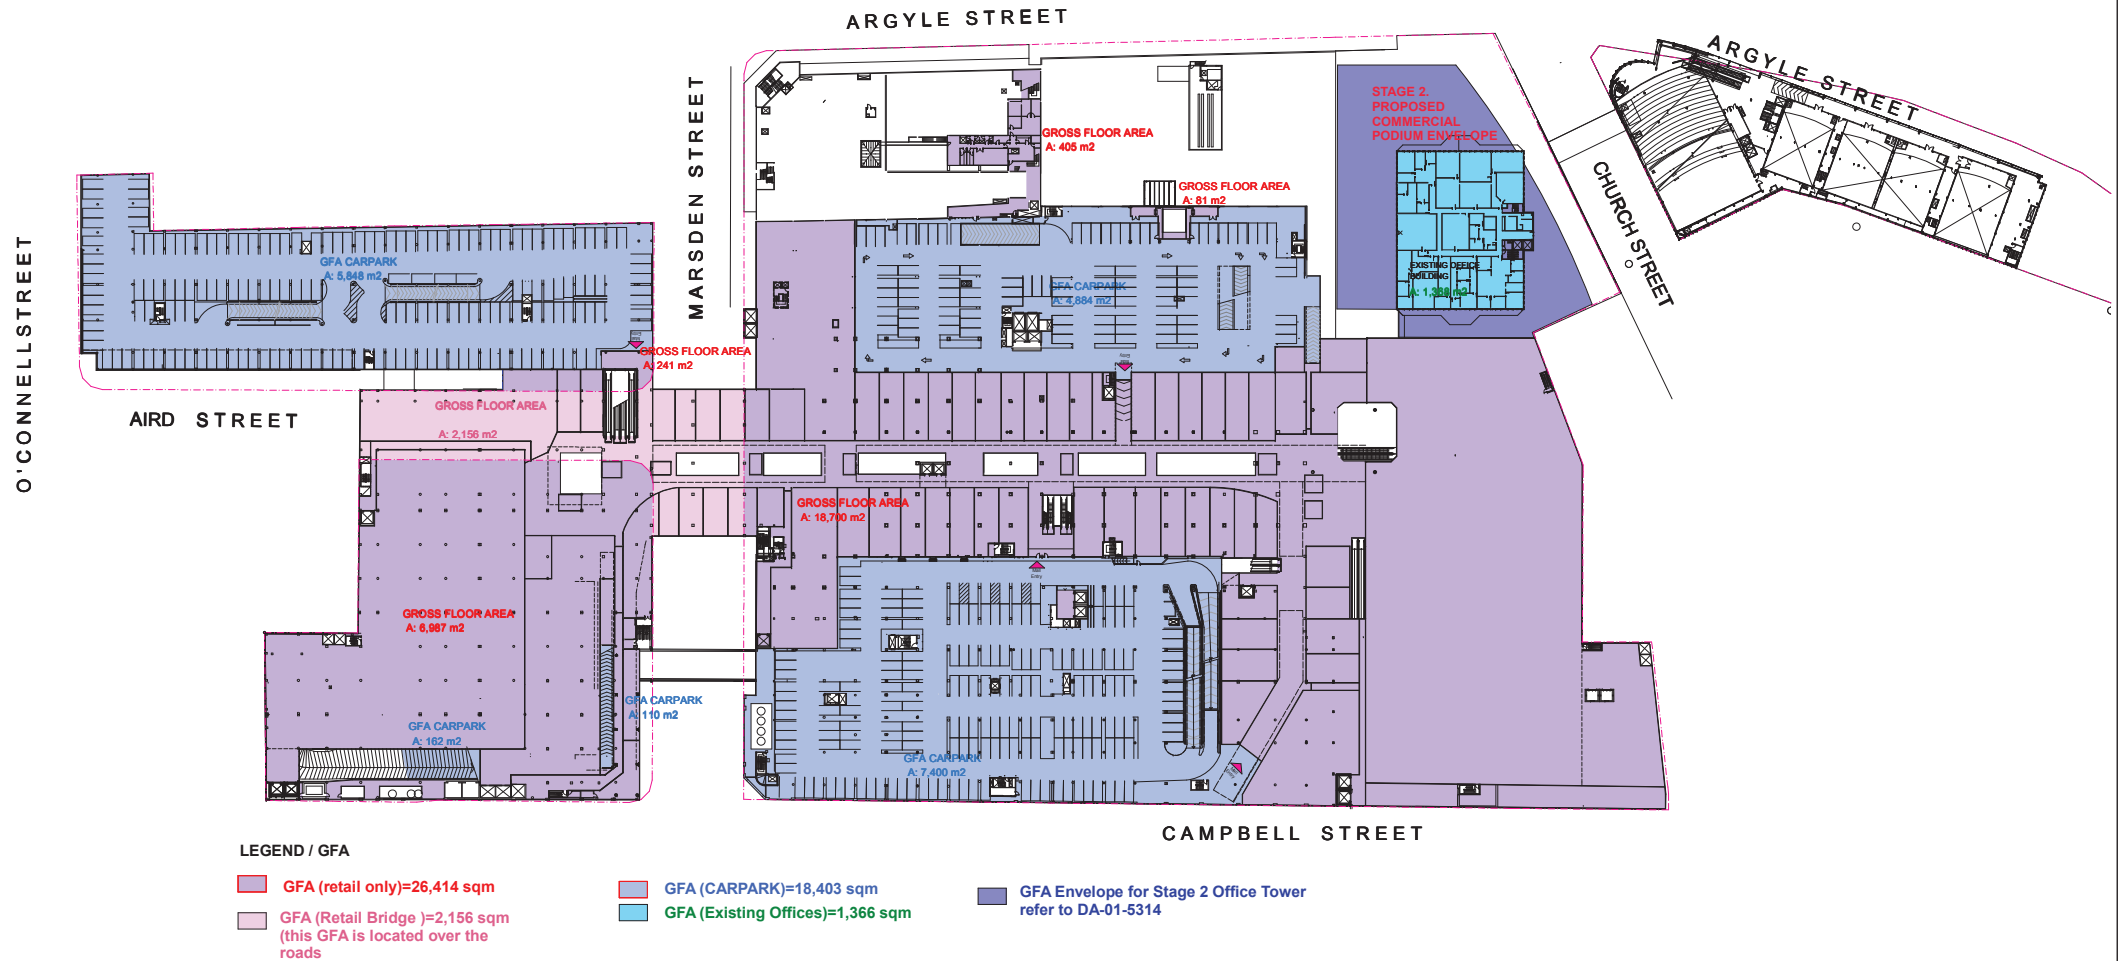 ARGYLE STREET
ARGYLE STREET
STAGE 2.
PROPOSED
COMMERCIAL
PODIUM ENVELOPE
MARSDEN STREET
GROSS FLOOR AREA
A: 405 m2
CHURCH STREET
GROSS FLOOR AREA
A: 81 m2
O'CONNELLSTREET
GFA CARPARK
A: 5,848 m2
GFA CARPARK
A: 4,884 m2
EXISTING OFFICE
BUILDING
GROSS FLOOR AREA
A: 241 m2
AIRD STREET
GROSS FLOOR AREA
A: 2,156 m2
GROSS FLOOR AREA
A: 18,700 m2
Entry
GROSS FLOOR AREA
A: 6,987 m2
GFA CARPARK
A: 110 m2
GFA CARPARK
A: 162 m2
GFA CARPARK
A: 7,400 m2
CAMPBELL STREET
LEGEND / GFA
GFA (retail only)=26,414 sqm
GFA (Retail Bridge )=2,156 sqm
(this GFA is located over the
roads
GFA (CARPARK)=18,403 sqm
GFA (Existing Offices)=1,366 sqm
GFA Envelope for Stage 2 Office Tower
refer to DA-01-5314